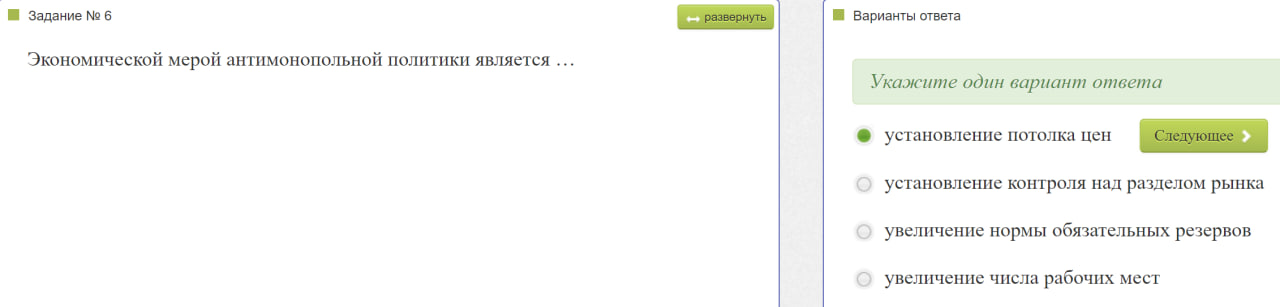 Задание № 6
развернуть
Экономической мерой антимонопольной политики является …
Варианты ответа
Укажите один вариант ответа
установление потолка цен
Следующее
установление контроля над разделом рынка
увеличение нормы обязательных резервов
увеличение числа рабочих мест